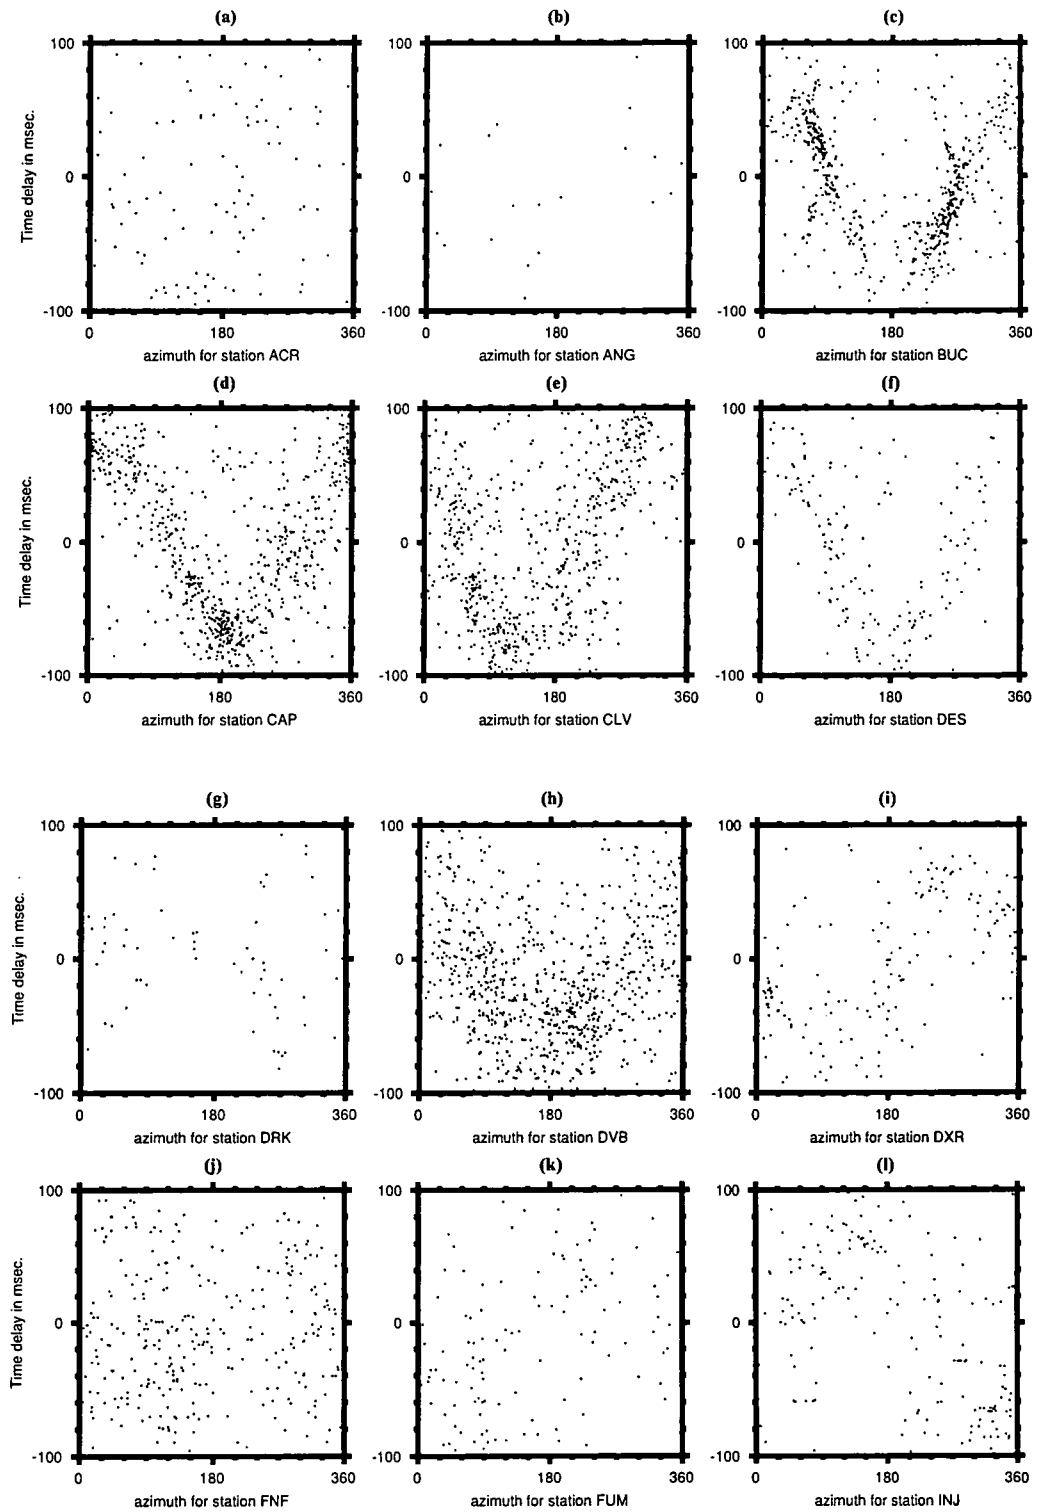 (a) (b) (c)
100
Time delay in msec.
0
-100
0 180 360 0 180 360 0 180 360
azimuth for station ACR azimuth for station ANG azimuth for station BUC
(d) (e) (f)
100 100 100
Time delay in msec.
0 0 0
-100 -100 -100
0 180 360 0 180 360 0 180 360
azimuth for station CAP azimuth for station CLV azimuth for station DES
(g) (h) (i)
100 100 100
Time delay in msec.
0 0 0
-100 -100 -100
0 180 360 0 180 360 0 180 360
azimuth for station DRK azimuth for station DVB azimuth for station DXR
(j) (k) (l)
100 100 100
Time delay in msec.
0 0 0
-100 -100 -100
0 180 360 0 180 360 0 180 360
azimuth for station FNF azimuth for station FUM azimuth for station INJ